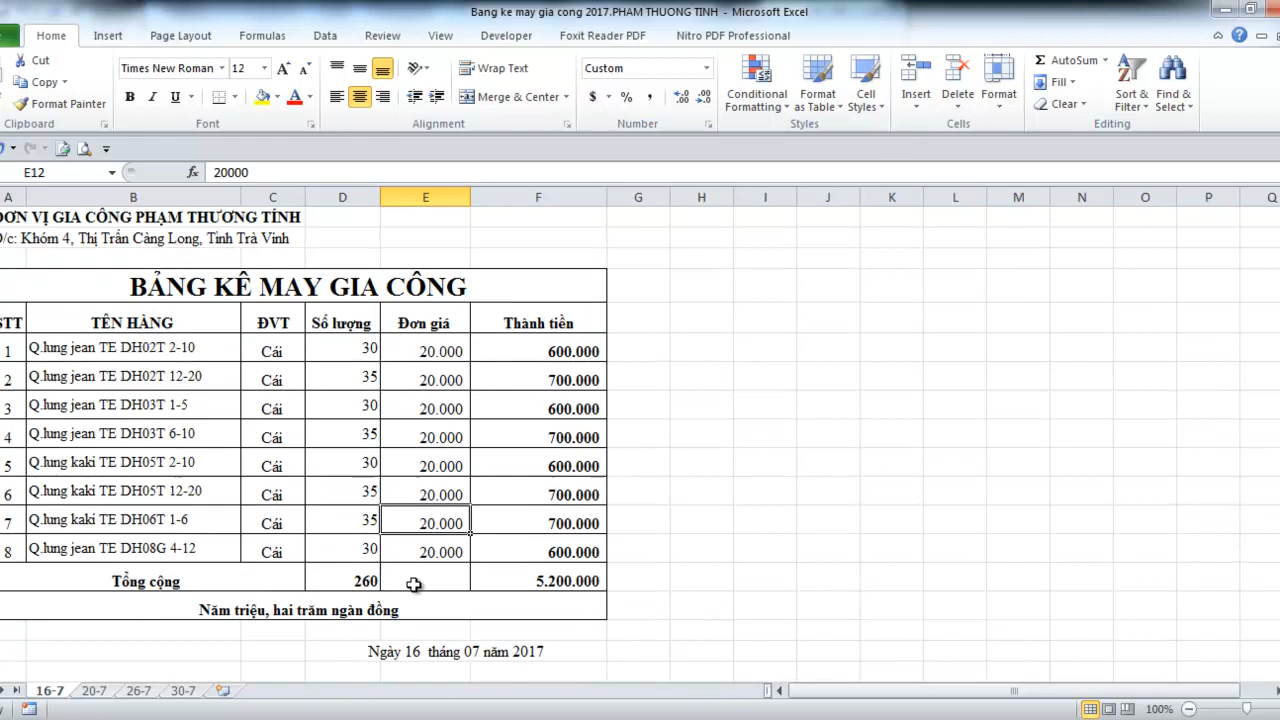 Bang ke may gia cong 2017.PHAM THUONG TINH - Microsoft Excel
Home Insert Page Layout Formulas Data Review View Developer Foxit Reader PDF Nitro PDF Professional
Cut Times New Roman 12 Wrap Text Custom AutoSum
Copy Fill
Format Painter B I U Merge & Center $ % , Conditional Formatting Format as Table Cell Styles Insert Delete Format Clear Sort & Filter Find & Select
Clipboard Font Alignment Number Styles Cells Editing
E12 fx 20000
A B C D E F G H I J K L M N O P Q
ĐƠN VỊ GIA CÔNG PHẠM THƯƠNG TÍNH
Đ/c: Khóm 4, Thị Trấn Càng Long, Tỉnh Trà Vinh
BẢNG KÊ MAY GIA CÔNG
STT TÊN HÀNG ĐVT Số lượng Đơn giá Thành tiền
1 Q.lung jean TE DH02T 2-10 Cái 30 20.000 600.000
2 Q.lung jean TE DH02T 12-20 Cái 35 20.000 700.000
3 Q.lung jean TE DH03T 1-5 Cái 30 20.000 600.000
4 Q.lung jean TE DH03T 6-10 Cái 35 20.000 700.000
5 Q.lung kaki TE DH05T 2-10 Cái 30 20.000 600.000
6 Q.lung kaki TE DH05T 12-20 Cái 35 20.000 700.000
7 Q.lung kaki TE DH06T 1-6 Cái 35 20.000 700.000
8 Q.lung jean TE DH08G 4-12 Cái 30 20.000 600.000
Tổng cộng 260 5.200.000
Năm triệu, hai trăm ngàn đồng
Ngày 16 tháng 07 năm 2017
16-7 20-7 26-7 30-7
100%